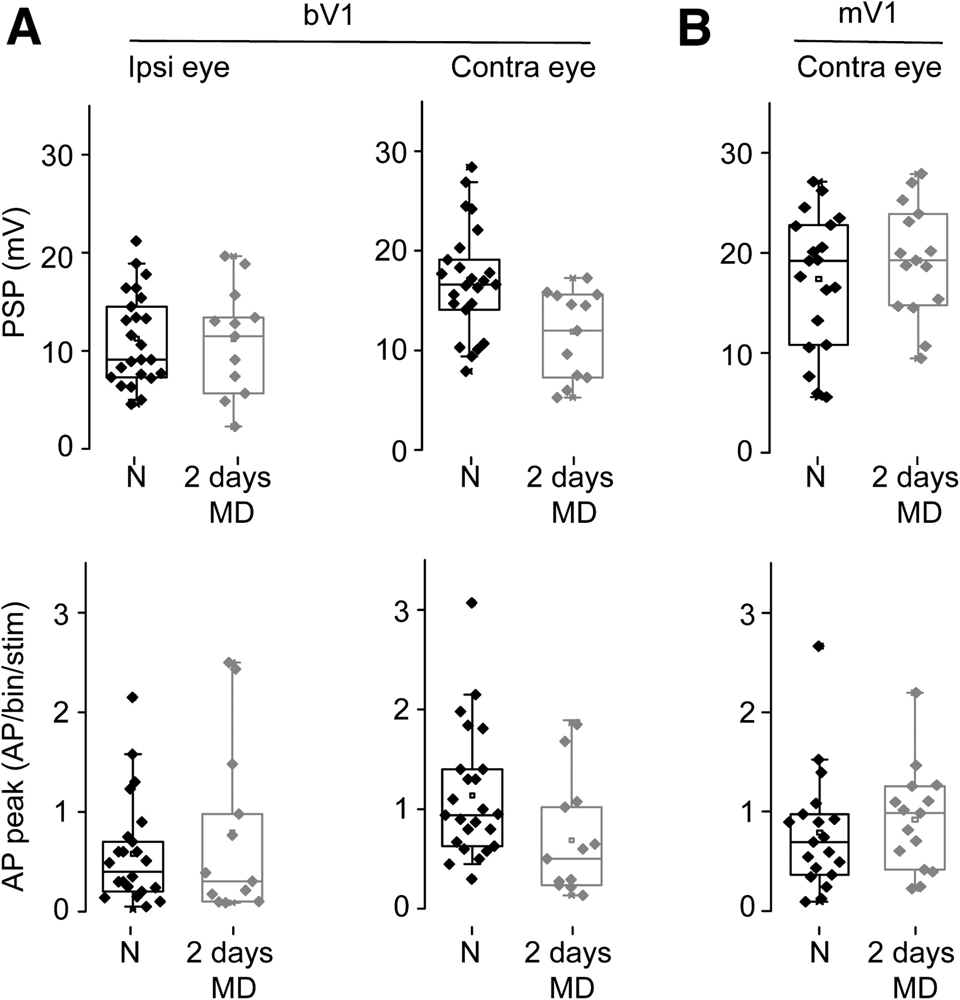 A
bV1
B
mV1
Ipsi eye
Contra eye
Contra eye
PSP (mV)
30
20
10
0
N
2 days
MD
30
20
10
0
N
2 days
MD
30
20
10
0
N
2 days
MD
AP peak (AP/bin/stim)
3
2
1
0
N
2 days
MD
3
2
1
0
N
2 days
MD
3
2
1
0
N
2 days
MD